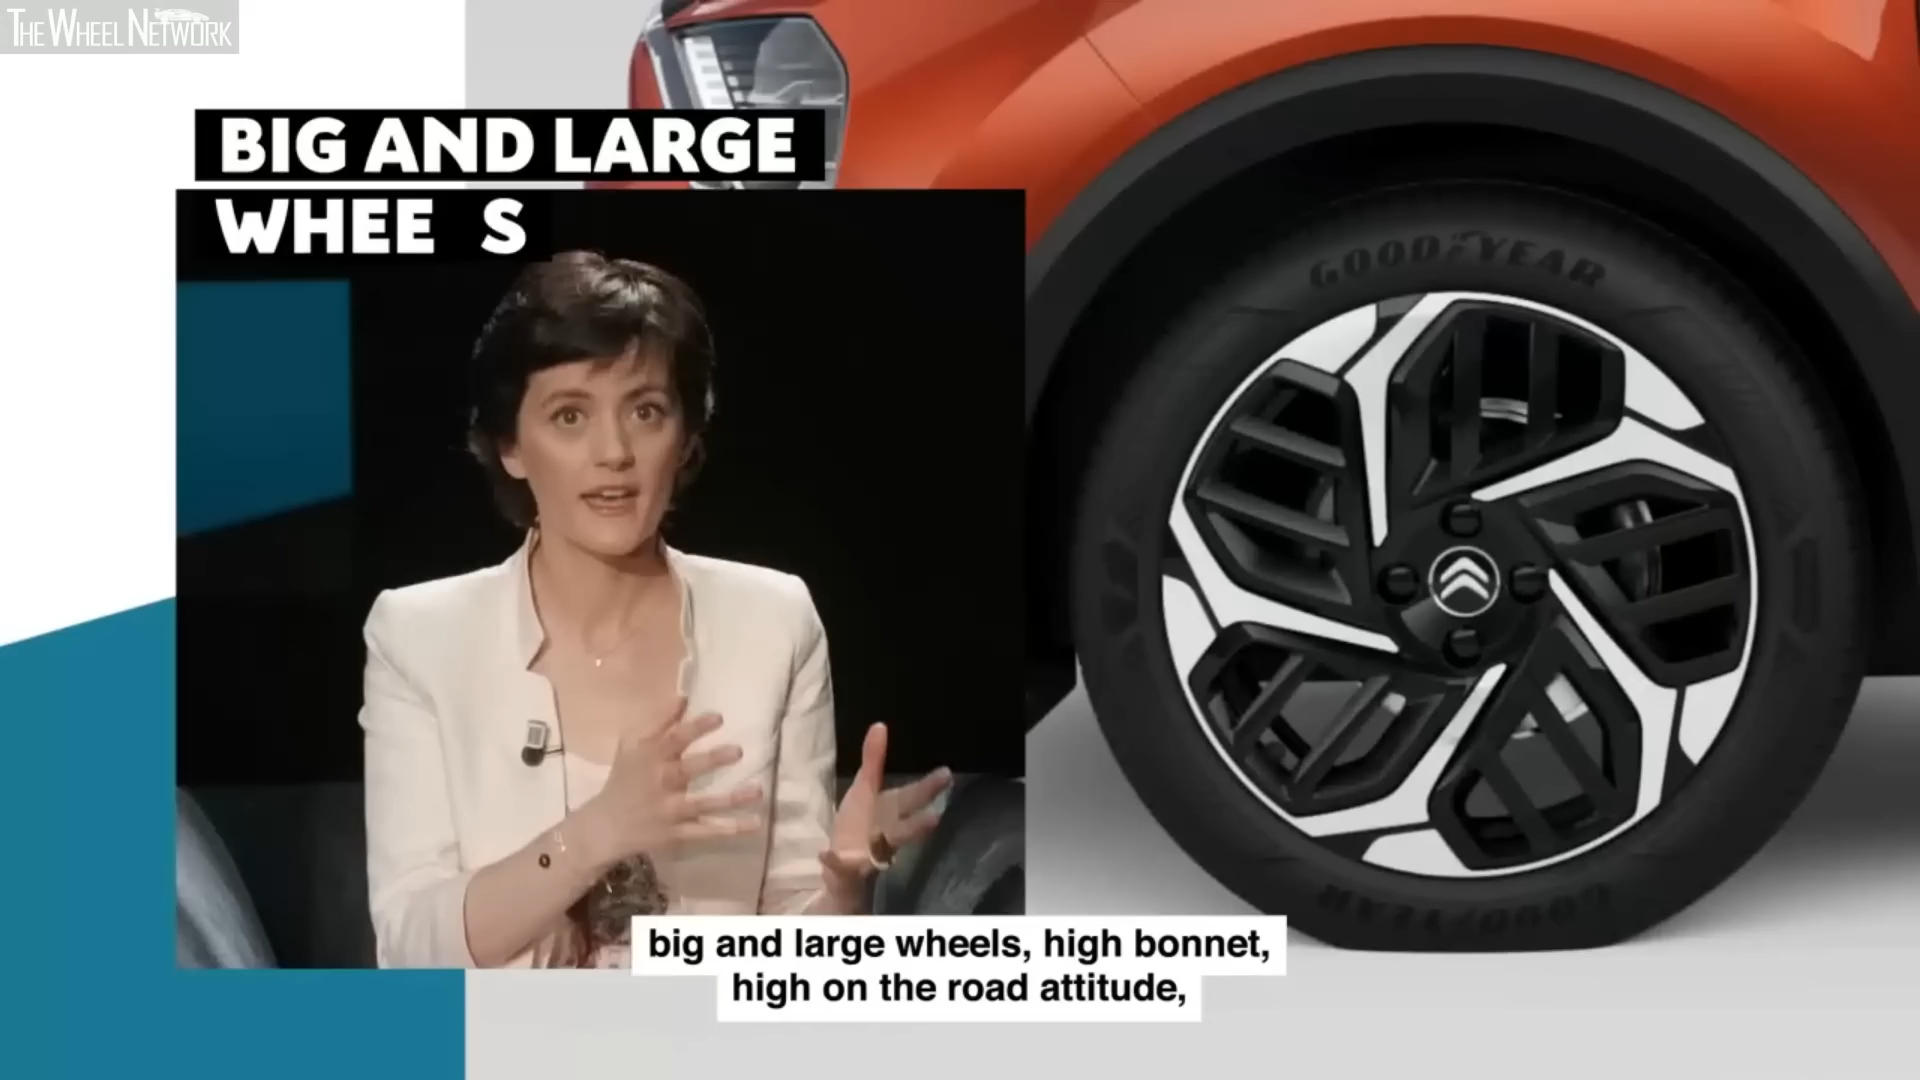 THE WHEEL NETWORK
BIG AND LARGE
WHEE S
GOODYEAR
GOODYEAR
big and large wheels, high bonnet,
high on the road attitude,